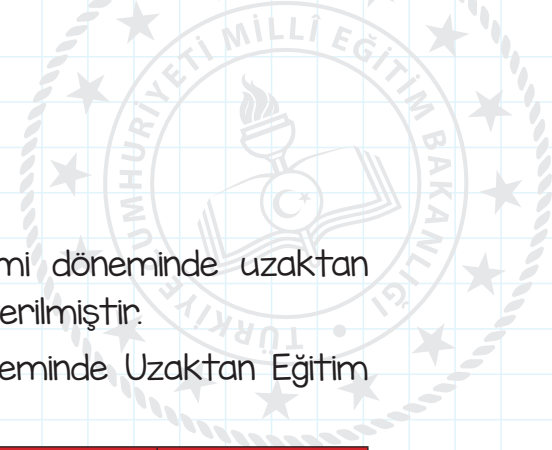 TÜRKİYE CUMHURİYETİ MİLLÎ EĞİTİM BAKANLIĞI
mi döneminde uzaktan
erilmiştir.
eminde Uzaktan Eğitim